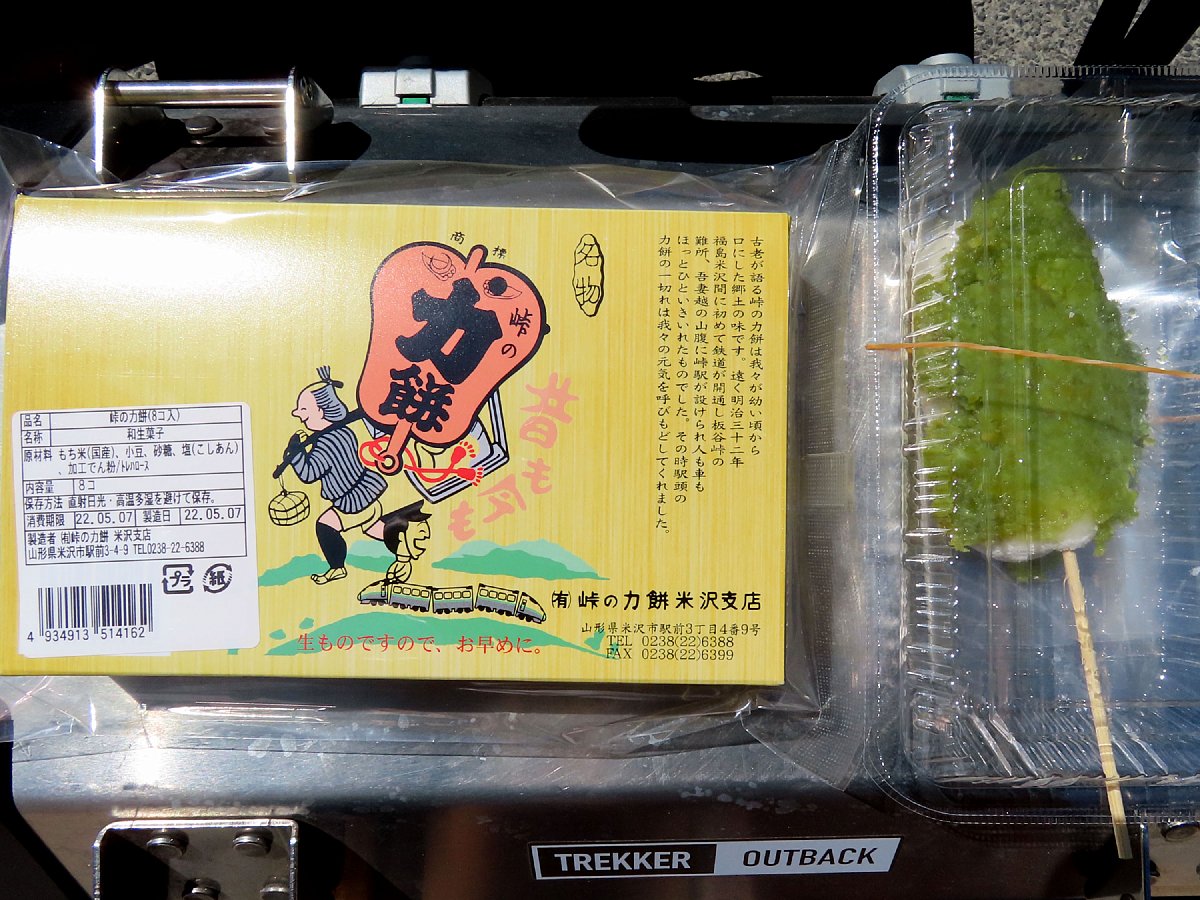 商標
峠の
力餅
名物
古老が語る峠の力餅は我々が幼い頃から
口にした郷土の味です。遠く明治三十二年
福島米沢間に初めて鉄道が開通し板谷峠の
難所、吾妻越の山腹に峠駅が設けられ人も車も
ほっとひといきいれたものでした。その時駅頭の
力餅の一切れは我々の元気を呼びもどしてくれました。
昔も
今も
品名 峠の力餅(8コ入)
名称 和生菓子
原材料 もち米(国産)、小豆、砂糖、塩(こしあん)
、加工でん粉/トレハロース
内容量 8コ
保存方法 直射日光・高温多湿を避けて保存。
消費期限 22.05.07 製造日 22.05.07
製造者 ㈲峠の力餅 米沢支店
山形県米沢市駅前3-4-9 TEL0238-22-6388
プラ 紙
4 934913 514162
生ものですので、お早めに。
(有)峠の力餅米沢支店
山形県米沢市駅前3丁目4番9号
TEL 0238(22)6388
FAX 0238(22)6399
TREKKER OUTBACK